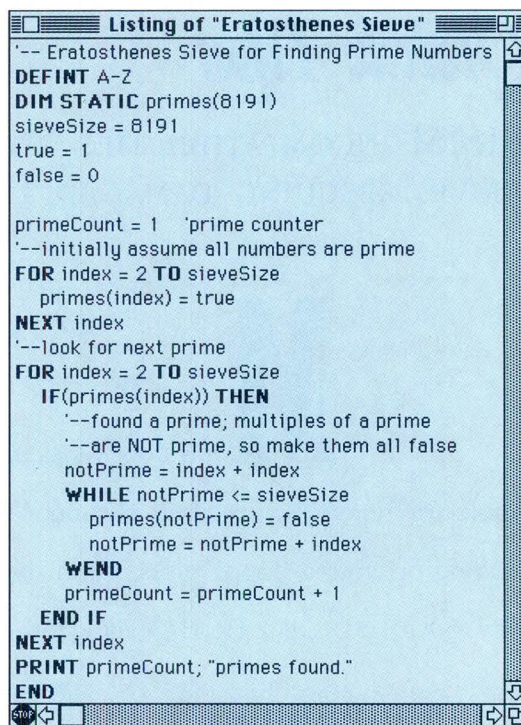 Listing of "Eratosthenes Sieve"
'-- Eratosthenes Sieve for Finding Prime Numbers
DEFINT A-Z
DIM STATIC primes(8191)
sieveSize = 8191
true = 1
false = 0
primeCount = 1    'prime counter
'--initially assume all numbers are prime
FOR index = 2 TO sieveSize
primes(index) = true
NEXT index
'--look for next prime
FOR index = 2 TO sieveSize
IF(primes(index)) THEN
'--found a prime; multiples of a prime
'--are NOT prime, so make them all false
notPrime = index + index
WHILE notPrime <= sieveSize
primes(notPrime) = false
notPrime = notPrime + index
WEND
primeCount = primeCount + 1
END IF
NEXT index
PRINT primeCount; "primes found."
END
STOP